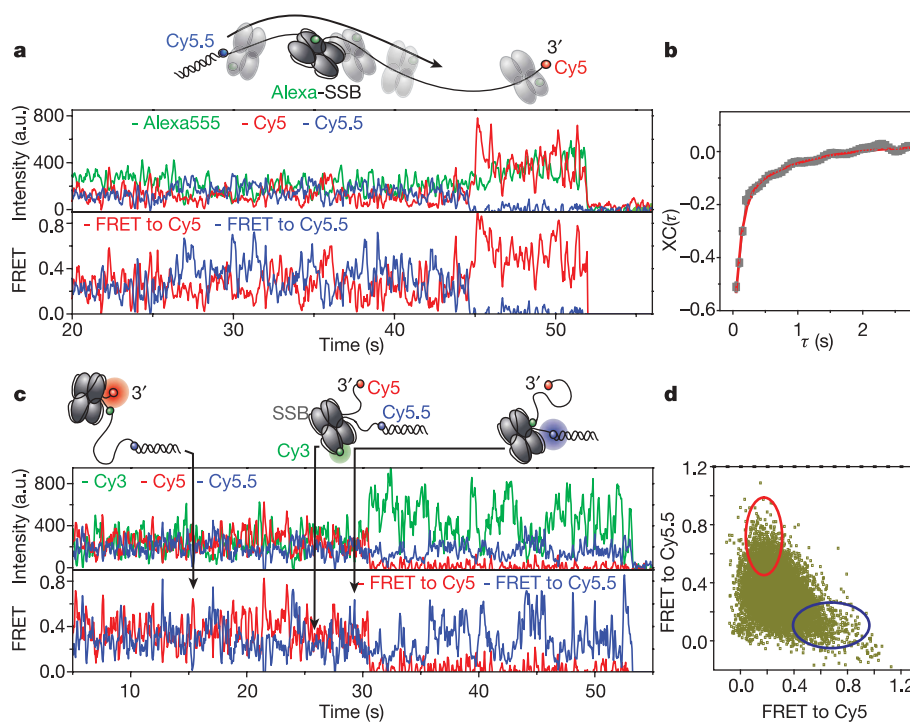 a
Cy5.5
3′
Cy5
Alexa-SSB
- Alexa555 - Cy5 - Cy5.5
Intensity (a.u.)
800
400
0
- FRET to Cy5 - FRET to Cy5.5
FRET
0.8
0.4
0.0
20 30 40 50
Time (s)
b
XC(τ)
0.0
−0.2
−0.4
−0.6
0 1 2
τ (s)
c
3′
3′
Cy5
SSB
Cy5.5
Cy3
3′
- Cy3 - Cy5 - Cy5.5
Intensity (a.u.)
800
400
0
- FRET to Cy5 - FRET to Cy5.5
FRET
0.8
0.4
0.0
10 20 30 40 50
Time (s)
d
FRET to Cy5.5
1.2
0.8
0.4
0.0
0.0 0.4 0.8 1.2
FRET to Cy5